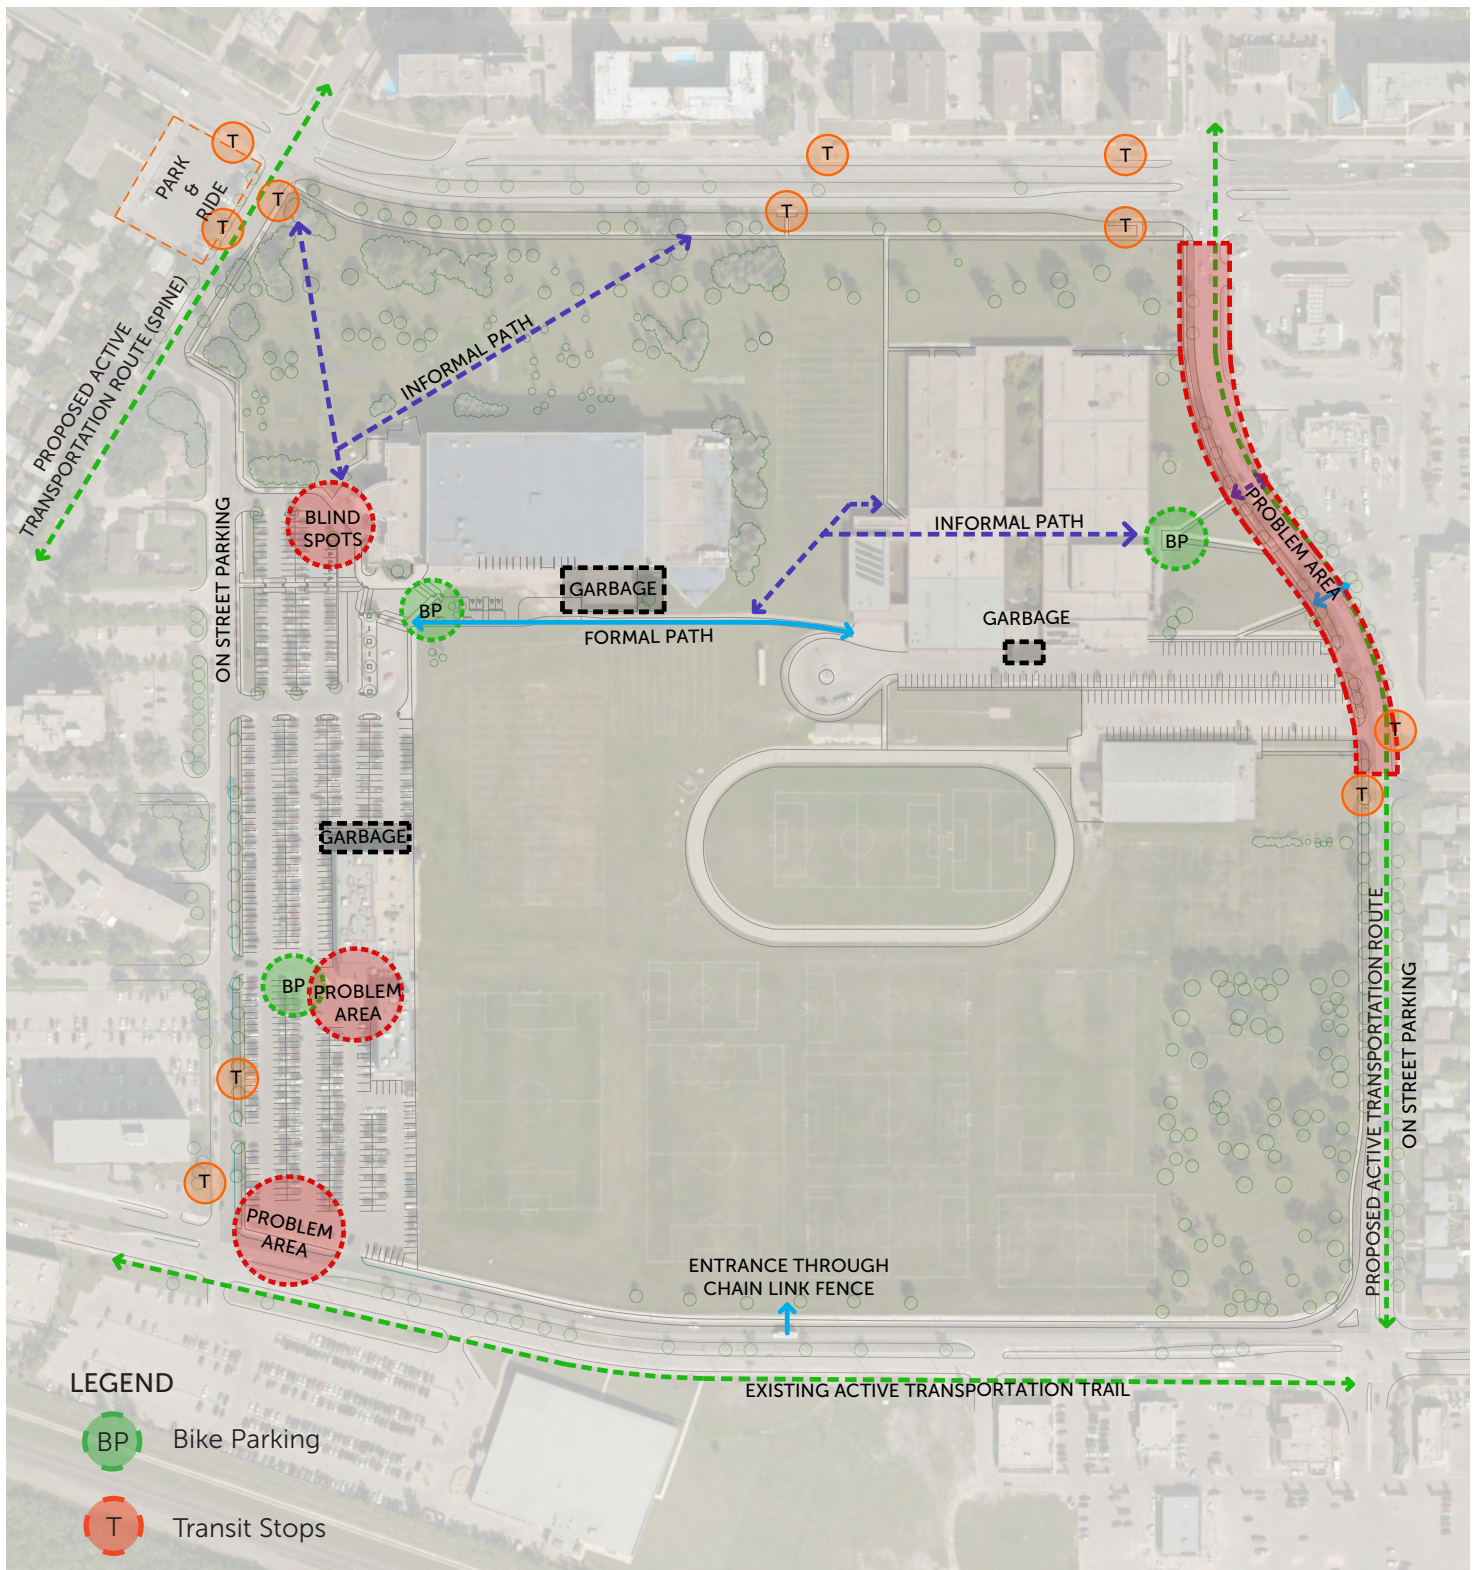 T
T
T
T
T
T
T
PARK
&
RIDE
PROPOSED ACTIVE
TRANSPORTATION ROUTE (SPINE)
INFORMAL PATH
ON STREET PARKING
BLIND
SPOTS
INFORMAL PATH
BP
PROBLEM AREA
GARBAGE
BP
FORMAL PATH
GARBAGE
T
T
GARBAGE
BP
PROBLEM
AREA
T
T
PROBLEM
AREA
PROPOSED ACTIVE TRANSPORTATION ROUTE
ON STREET PARKING
ENTRANCE THROUGH
CHAIN LINK FENCE
EXISTING ACTIVE TRANSPORTATION TRAIL
LEGEND
BP Bike Parking
T Transit Stops